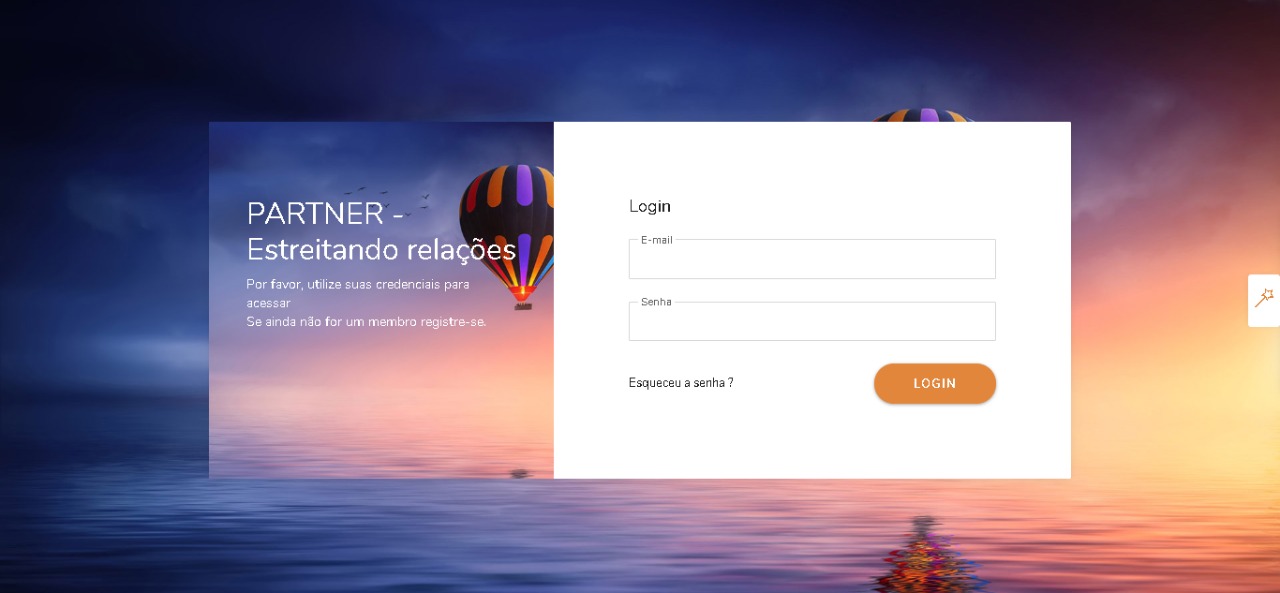 PARTNER -
Estreitando relações
Por favor, utilize suas credenciais para
acessar
Se ainda não for um membro registre-se.
Login
E-mail
Senha
Esqueceu a senha ?
LOGIN